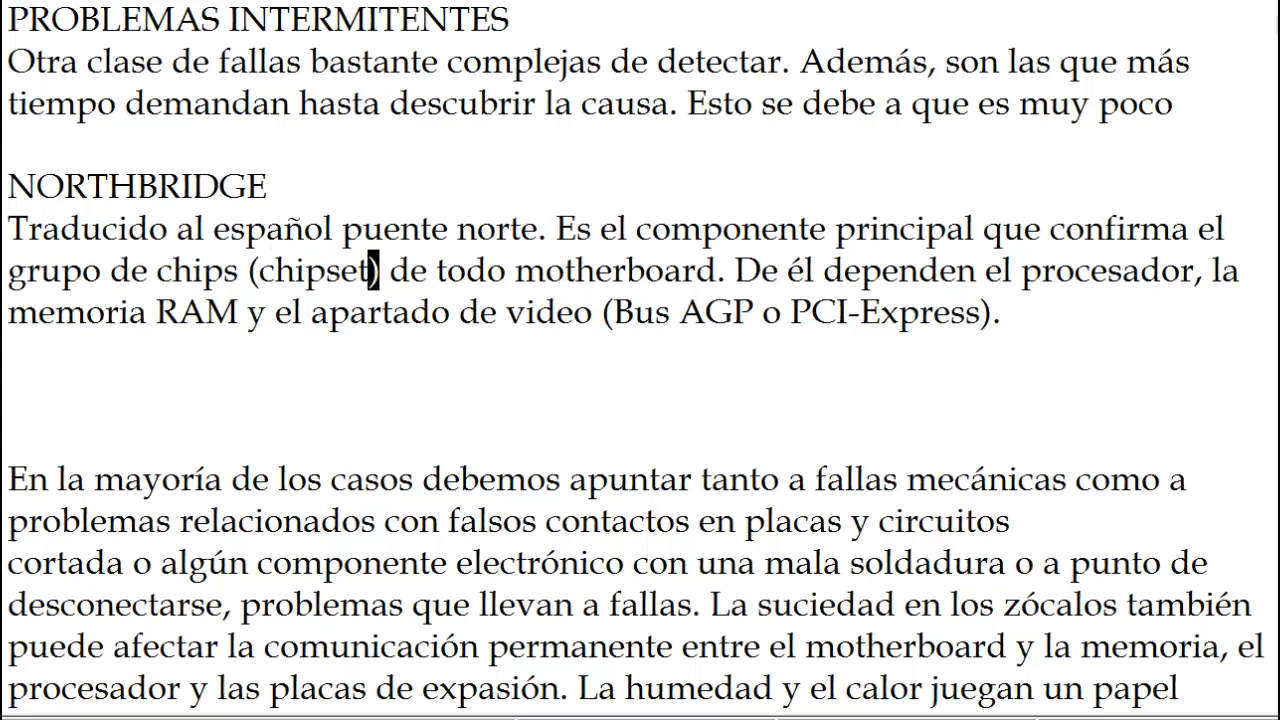 PROBLEMAS INTERMITENTES
Otra clase de fallas bastante complejas de detectar. Además, son las que más
tiempo demandan hasta descubrir la causa. Esto se debe a que es muy poco
NORTHBRIDGE
Traducido al español puente norte. Es el componente principal que confirma el
grupo de chips (chipset) de todo motherboard. De él dependen el procesador, la
memoria RAM y el apartado de video (Bus AGP o PCI-Express).
En la mayoría de los casos debemos apuntar tanto a fallas mecánicas como a
problemas relacionados con falsos contactos en placas y circuitos
cortada o algún componente electrónico con una mala soldadura o a punto de
desconectarse, problemas que llevan a fallas. La suciedad en los zócalos también
puede afectar la comunicación permanente entre el motherboard y la memoria, el
procesador y las placas de expasión. La humedad y el calor juegan un papel